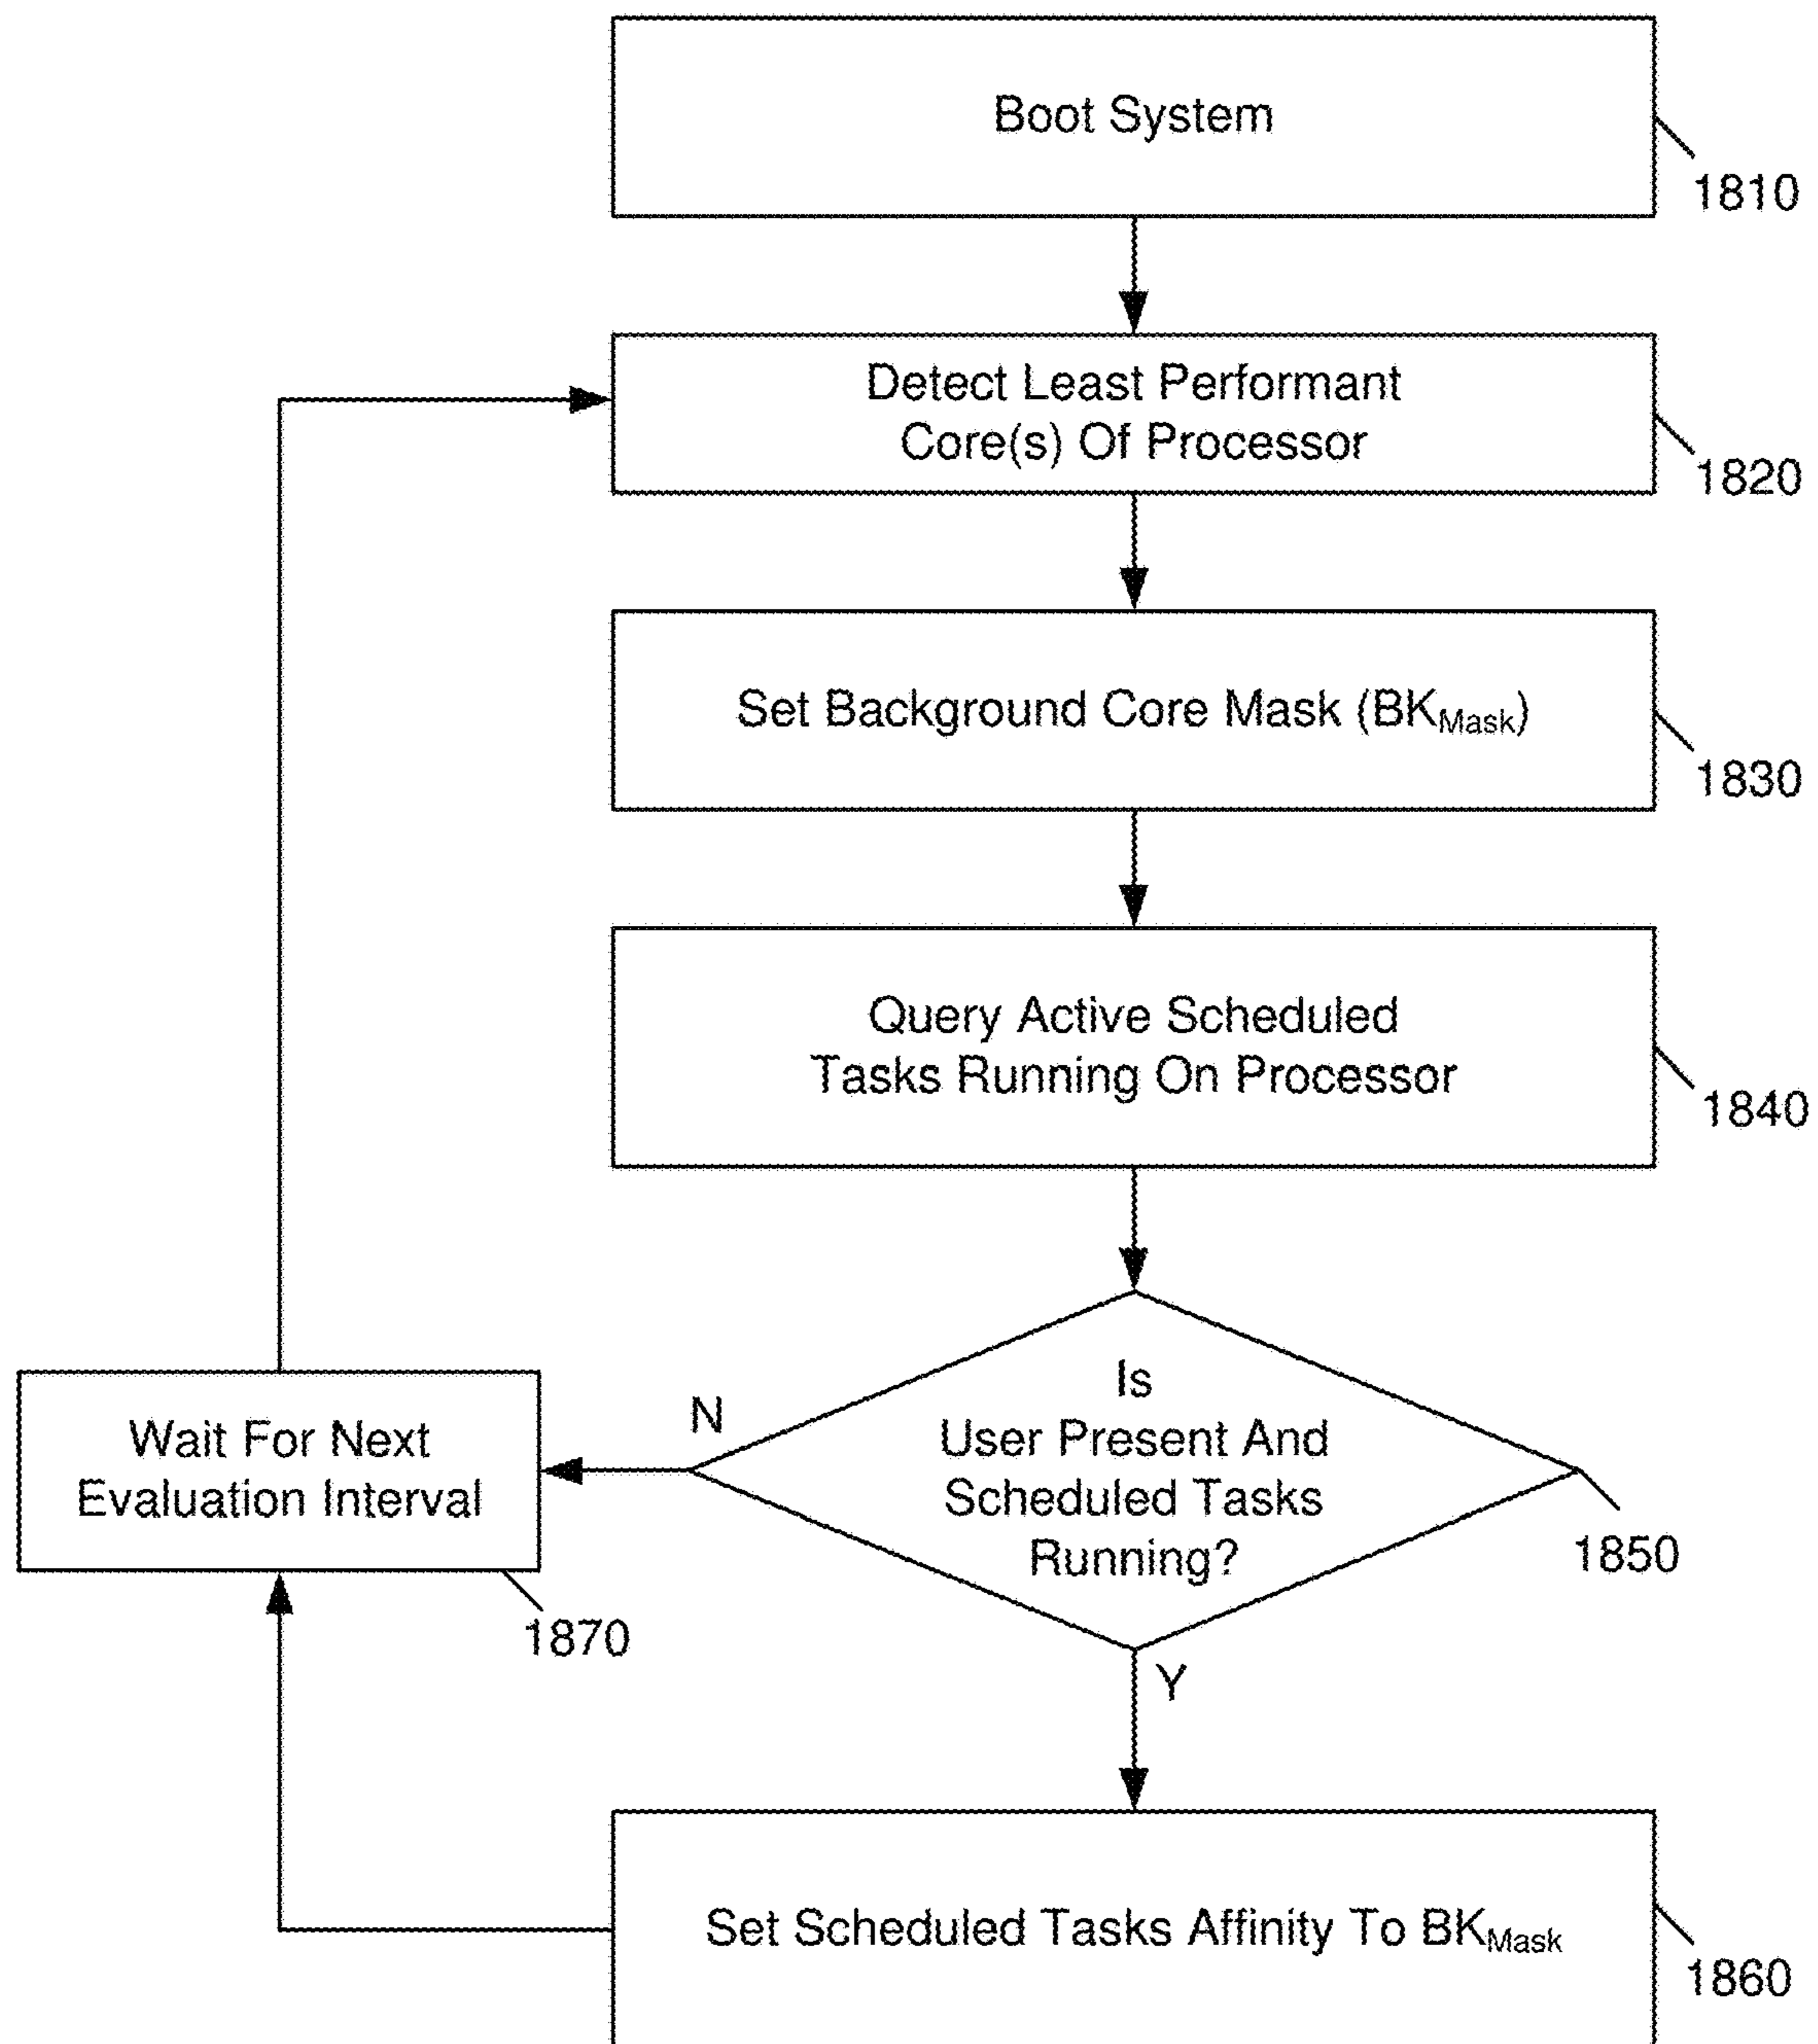 Boot System
1810
Detect Least Performant
Core(s) Of Processor
1820
Set Background Core Mask (BKMask)
1830
Query Active Scheduled
Tasks Running On Processor
1840
Is
User Present And
Scheduled Tasks
Running?
1850
N
Wait For Next
Evaluation Interval
1870
Y
Set Scheduled Tasks Affinity To BKMask
1860